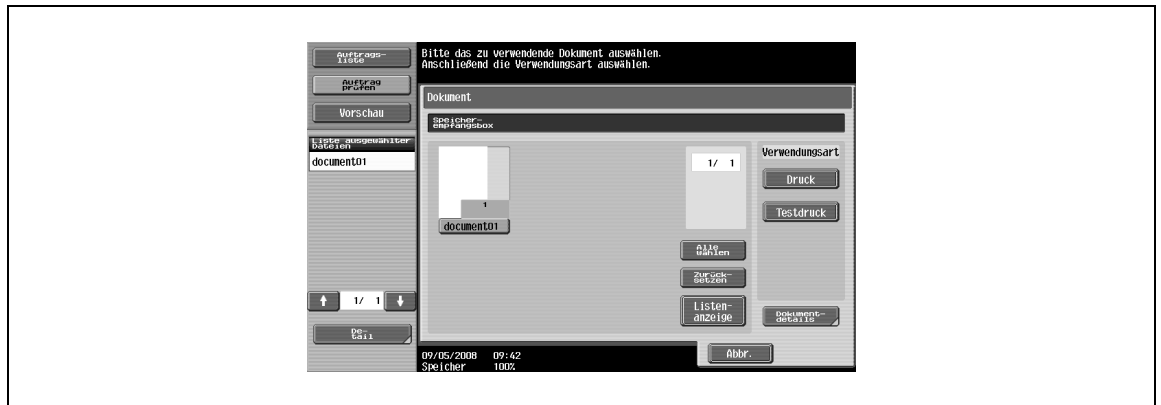 Auftrags-
liste
Auftrag
prüfen
Vorschau
Liste ausgewählter
Dateien
document01
1/ 1
De-
tail
Bitte das zu verwendende Dokument auswählen.
Anschließend die Verwendungsart auswählen.
Dokument
Speicher-
empfangsbox
1
document01
1/ 1
Alle
wählen
Zurück-
setzen
Listen-
anzeige
Verwendungsart
Druck
Testdruck
Dokument-
details
Abbr.
09/05/2008 09:42
Speicher 100%